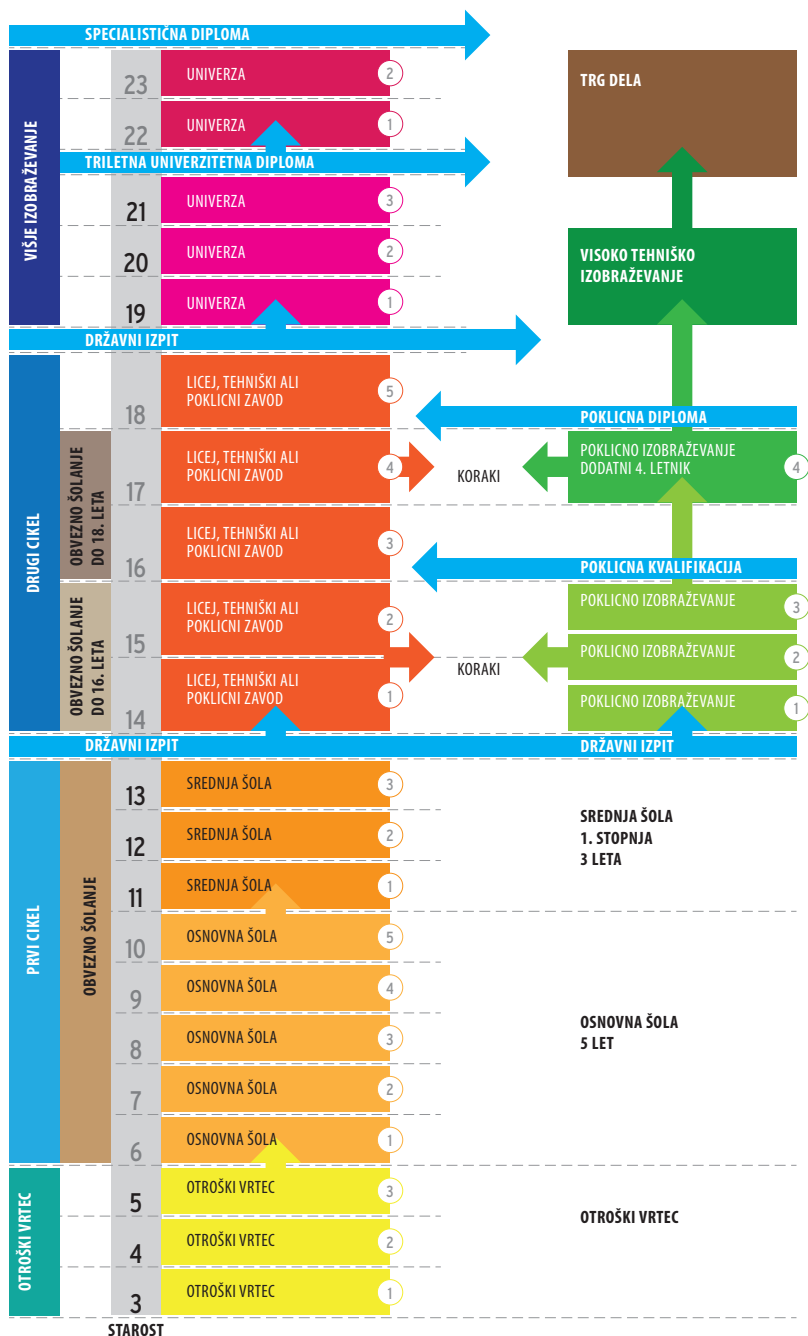 SPECIALISTIČNA DIPLOMA
23
UNIVERZA
2
TRG DELA
22
UNIVERZA
1
TRILETNA UNIVERZITETNA DIPLOMA
VIŠJE IZOBRAŽEVANJE
21
UNIVERZA
3
20
UNIVERZA
2
VISOKO TEHNIŠKO
IZOBRAŽEVANJE
19
UNIVERZA
1
DRŽAVNI IZPIT
DRUGI CIKEL
18
LICEJ, TEHNIŠKI ALI
POKLICNI ZAVOD
5
POKLICNA DIPLOMA
OBVEZNO ŠOLANJE
DO 18. LETA
17
LICEJ, TEHNIŠKI ALI
POKLICNI ZAVOD
4
KORAKI
POKLICNO IZOBRAŽEVANJE
DODATNI 4. LETNIK
4
16
LICEJ, TEHNIŠKI ALI
POKLICNI ZAVOD
3
POKLICNA KVALIFIKACIJA
OBVEZNO ŠOLANJE
DO 16. LETA
15
LICEJ, TEHNIŠKI ALI
POKLICNI ZAVOD
2
POKLICNO IZOBRAŽEVANJE
3
KORAKI
POKLICNO IZOBRAŽEVANJE
2
14
LICEJ, TEHNIŠKI ALI
POKLICNI ZAVOD
1
POKLICNO IZOBRAŽEVANJE
1
DRŽAVNI IZPIT
DRŽAVNI IZPIT
PRVI CIKEL
OBVEZNO ŠOLANJE
13
SREDNJA ŠOLA
3
12
SREDNJA ŠOLA
2
SREDNJA ŠOLA
1. STOPNJA
3 LETA
11
SREDNJA ŠOLA
1
10
OSNOVNA ŠOLA
5
9
OSNOVNA ŠOLA
4
8
OSNOVNA ŠOLA
3
OSNOVNA ŠOLA
5 LET
7
OSNOVNA ŠOLA
2
6
OSNOVNA ŠOLA
1
OTROŠKI VRTEC
5
OTROŠKI VRTEC
3
OTROŠKI VRTEC
4
OTROŠKI VRTEC
2
3
OTROŠKI VRTEC
1
STAROST